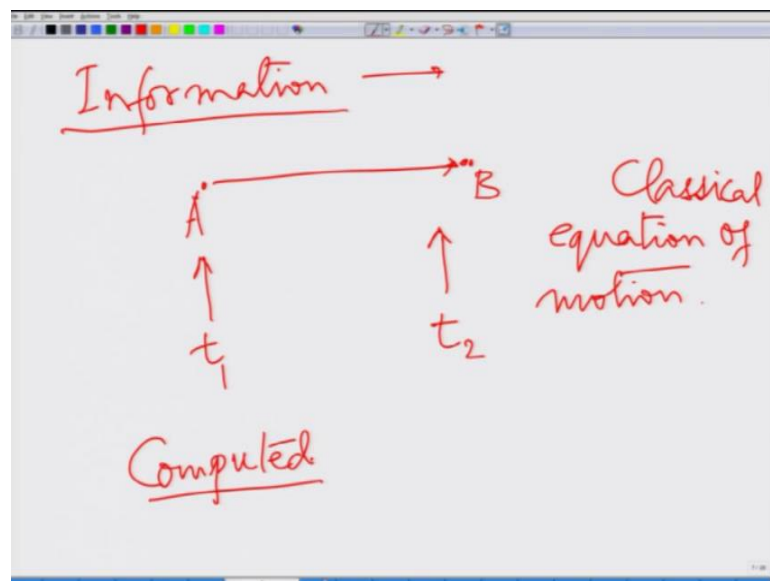 Information →
A
B
Classical
equation of
motion.
t₁
t₂
Computed